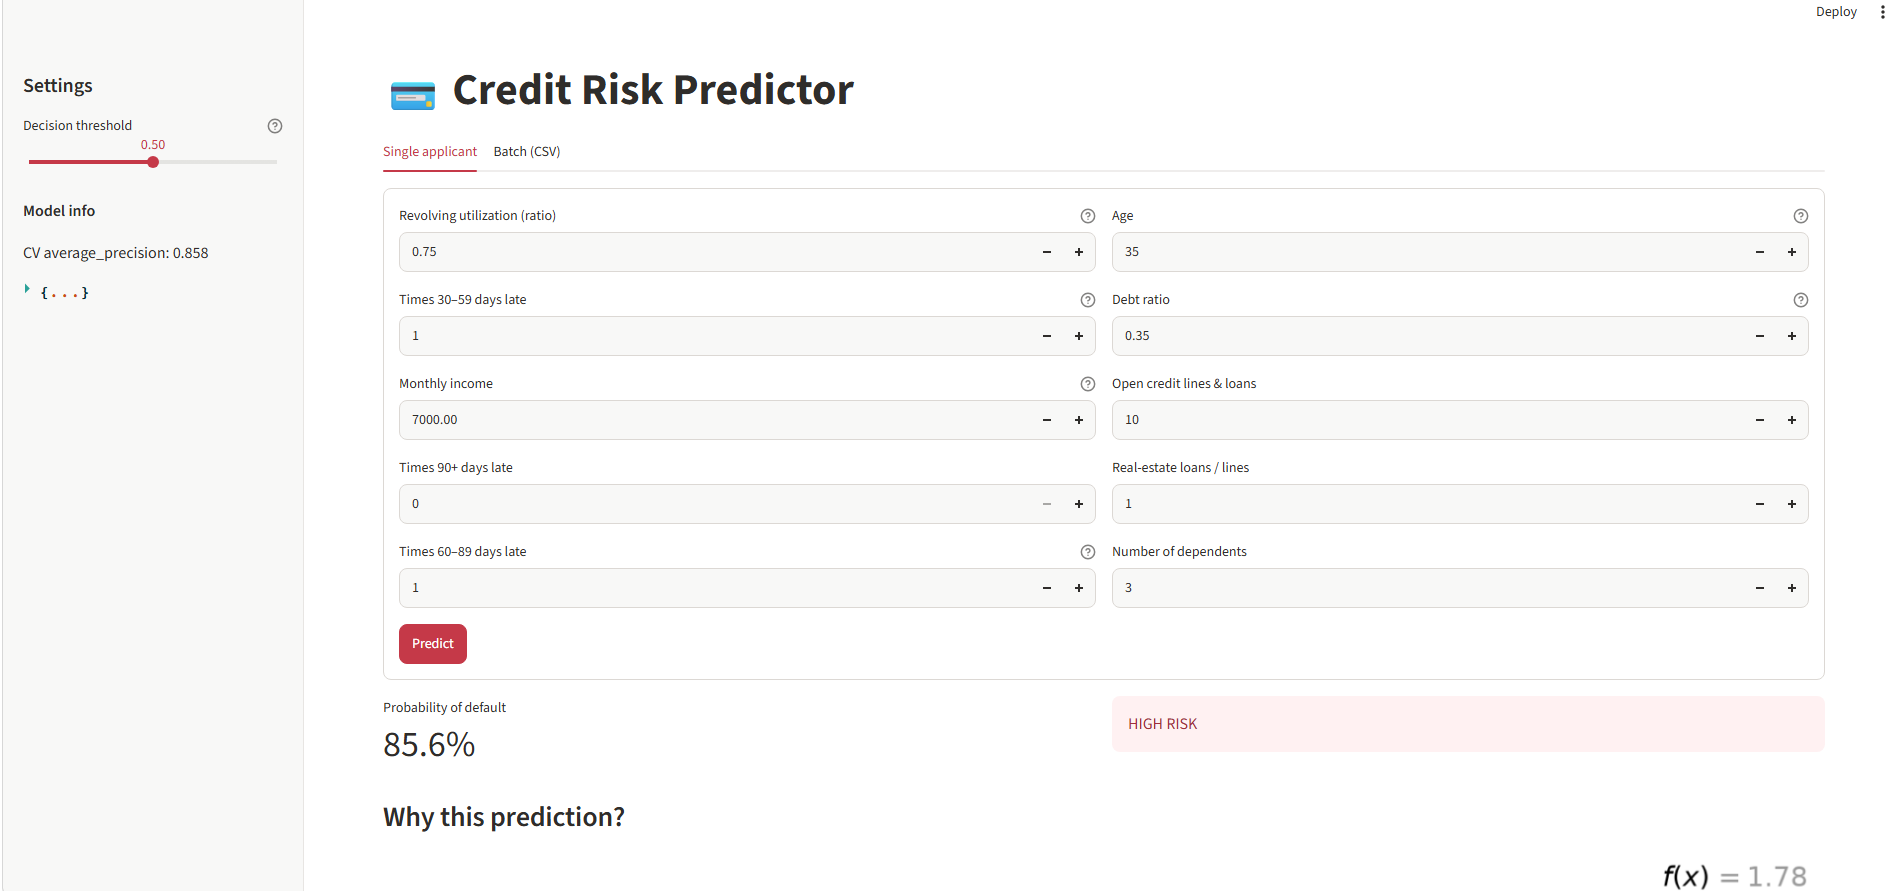 Deploy
Settings
Decision threshold
0.50
Model info
CV average_precision: 0.858
{...}
Credit Risk Predictor
Single applicant
Batch (CSV)
Revolving utilization (ratio)
0.75
Age
35
Times 30–59 days late
1
Debt ratio
0.35
Monthly income
7000.00
Open credit lines & loans
10
Times 90+ days late
0
Real-estate loans / lines
1
Times 60–89 days late
1
Number of dependents
3
Predict
Probability of default
85.6%
HIGH RISK
Why this prediction?
f(x) = 1.78